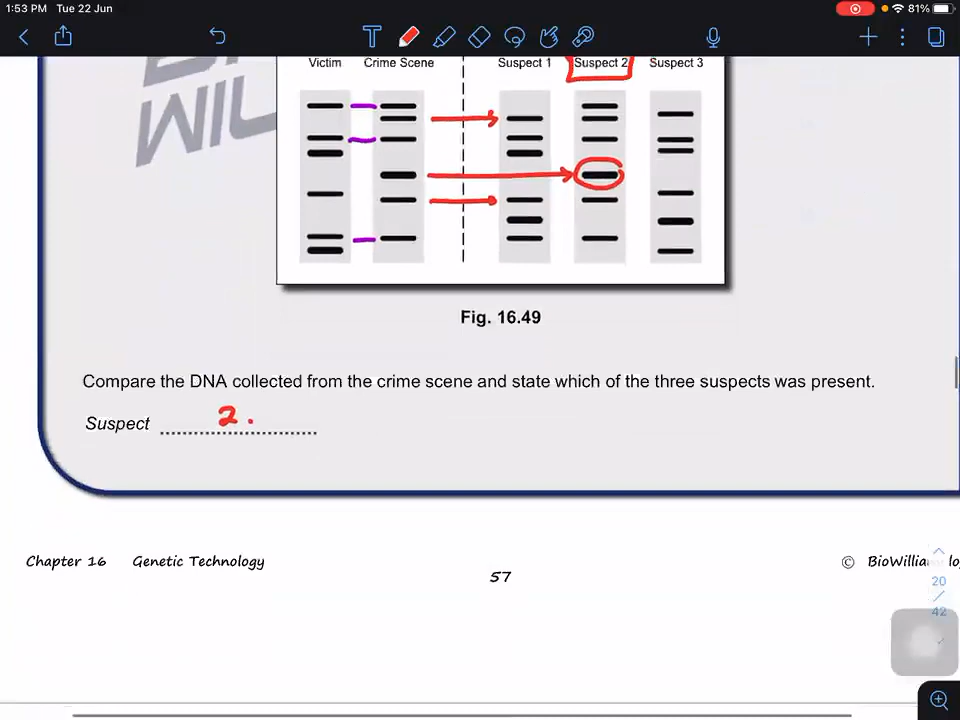 1:53 PM Tue 22 Jun
81%
T
Victim Crime Scene Suspect 1 Suspect 2 Suspect 3
WIL
Fig. 16.49
Compare the DNA collected from the crime scene and state which of the three suspects was present.
Suspect 2.
Chapter 16 Genetic Technology
57
© BioWillia
20
/
42